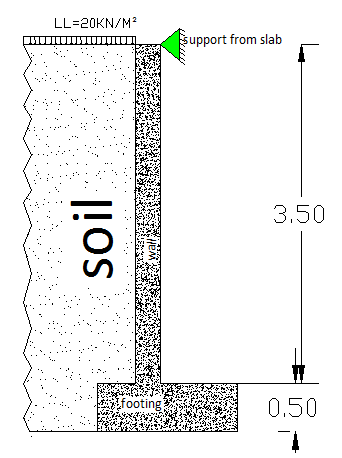 LL=20KN/M²
support from slab
3.50
soil
wall
footing
0.50